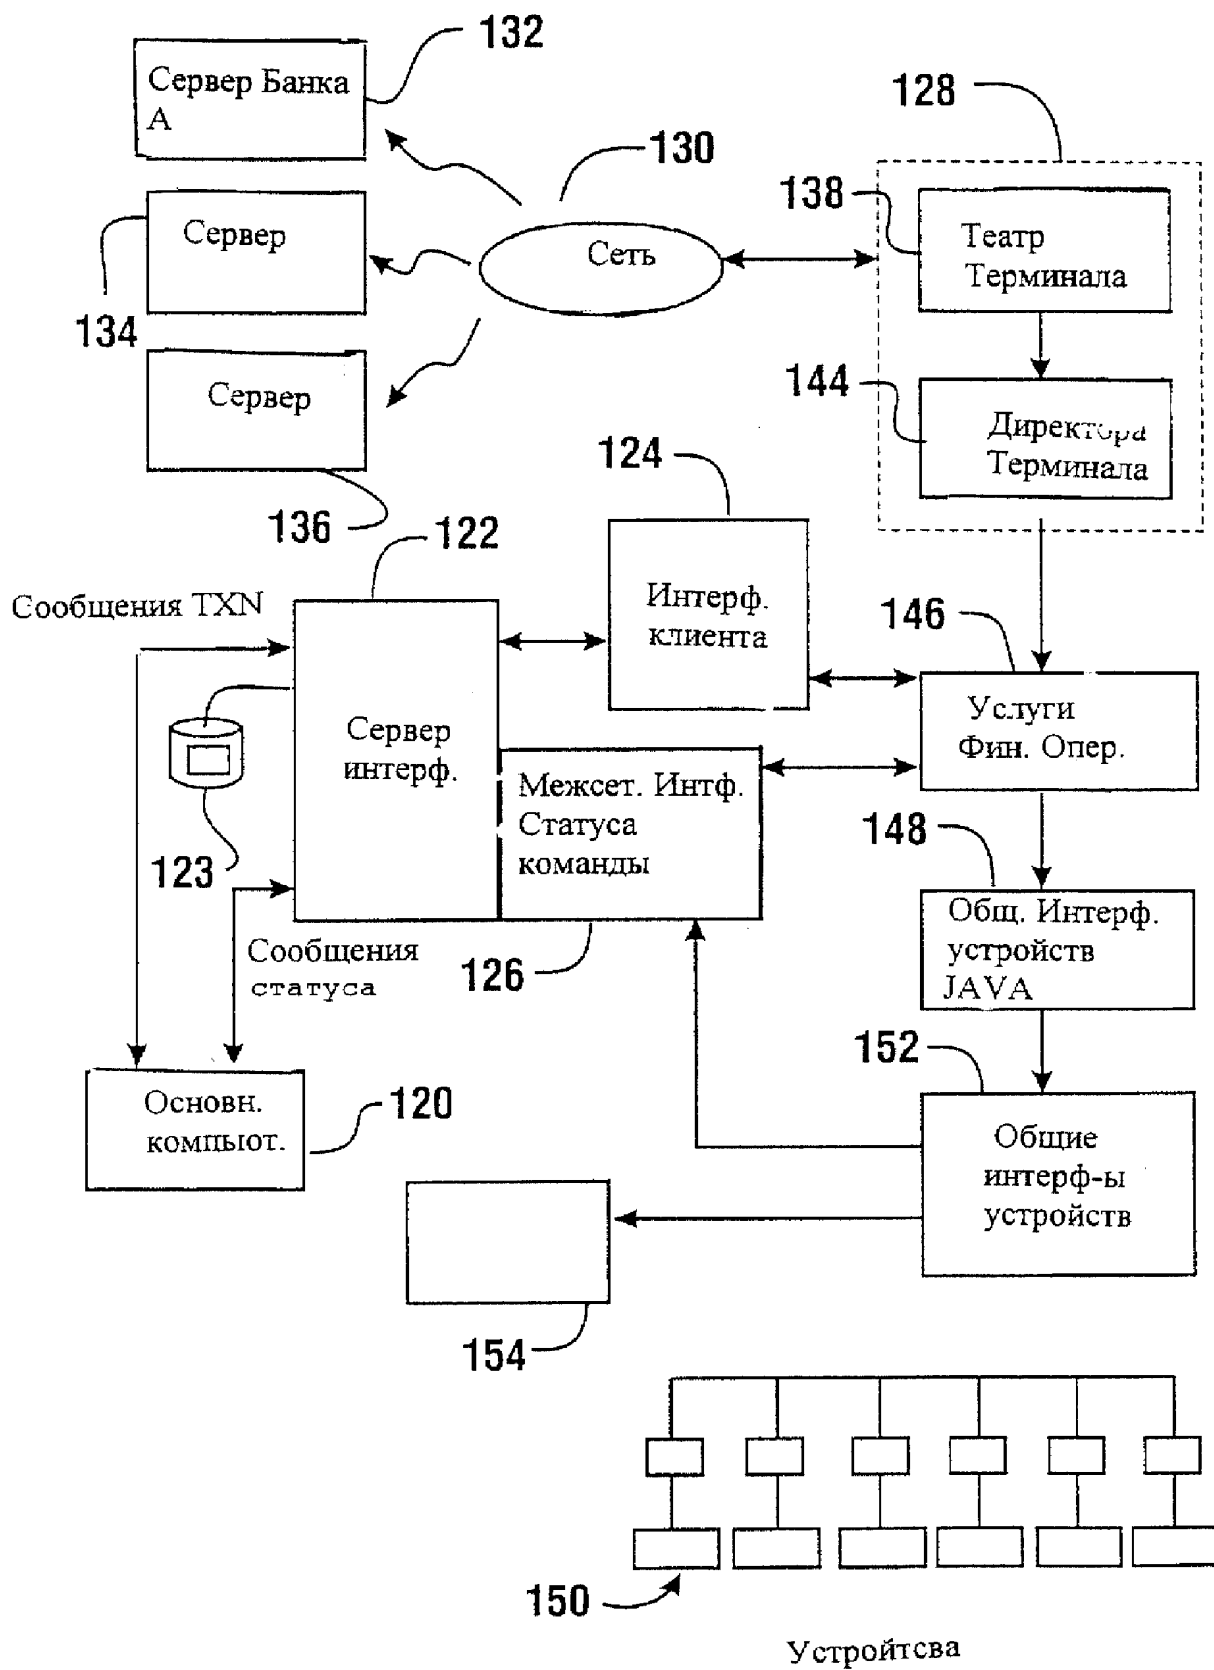 132
Сервер Банка
А
128
130
138
Сервер
Сеть
Театр
Терминала
134
144
Сервер
Директора
Терминала
124
136
122
Сообщения TXN
Интерф.
клиента
146
Услуги
Фин. Опер.
Сервер
интерф.
Межсет. Интф.
Статуса
команды
148
123
Общ. Интерф.
устройств
JAVA
Сообщения
статуса
126
152
Основн.
компьют.
120
Общие
интерф-ы
устройств
154
150
Устройтсва